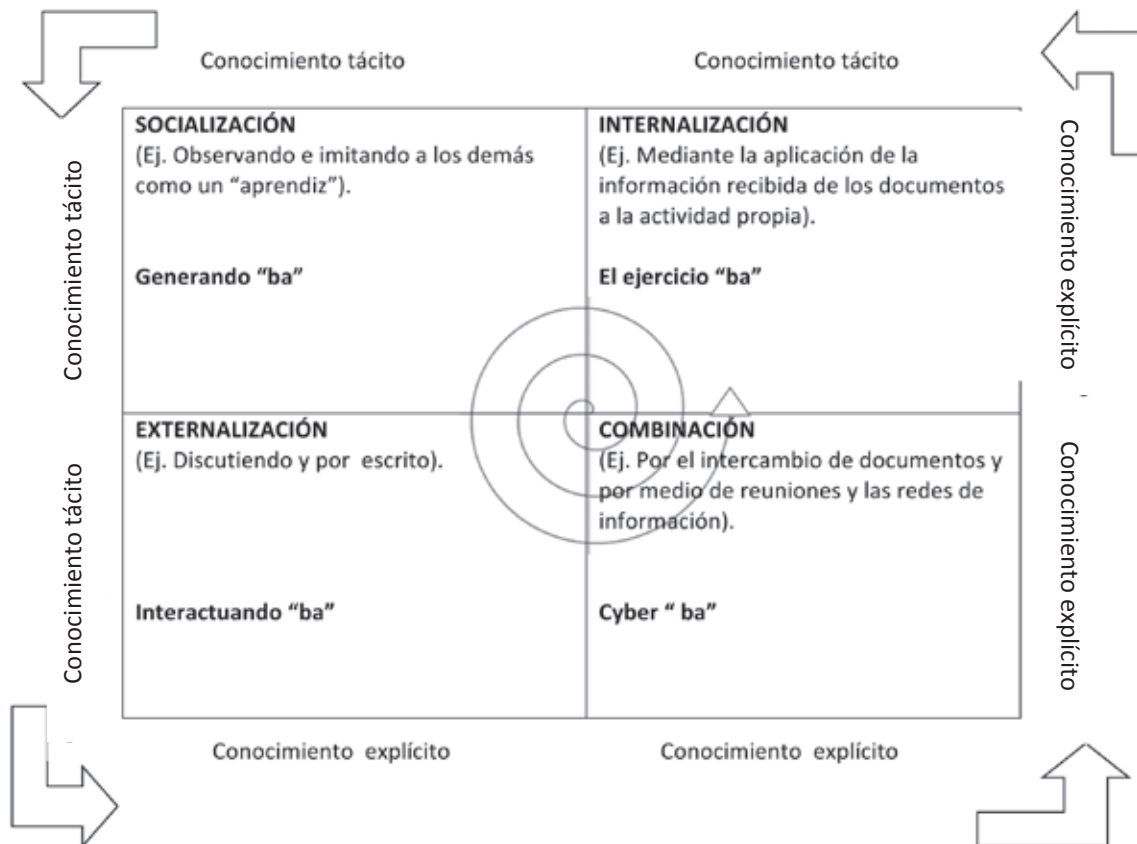 Conocimiento tácito
Conocimiento tácito
Conocimiento tácito
SOCIALIZACIÓN
(Ej. Observando e imitando a los demás
como un “aprendiz”).
Generando “ba”
INTERNALIZACIÓN
(Ej. Mediante la aplicación de la
información recibida de los documentos
a la actividad propia).
El ejercicio “ba”
Conocimiento explícito
Conocimiento tácito
EXTERNALIZACIÓN
(Ej. Discutiendo y por escrito).
Interactuando “ba”
COMBINACIÓN
(Ej. Por el intercambio de documentos y
por medio de reuniones y las redes de
información).
Cyber “ ba”
Conocimiento explícito
Conocimiento explícito
Conocimiento explícito